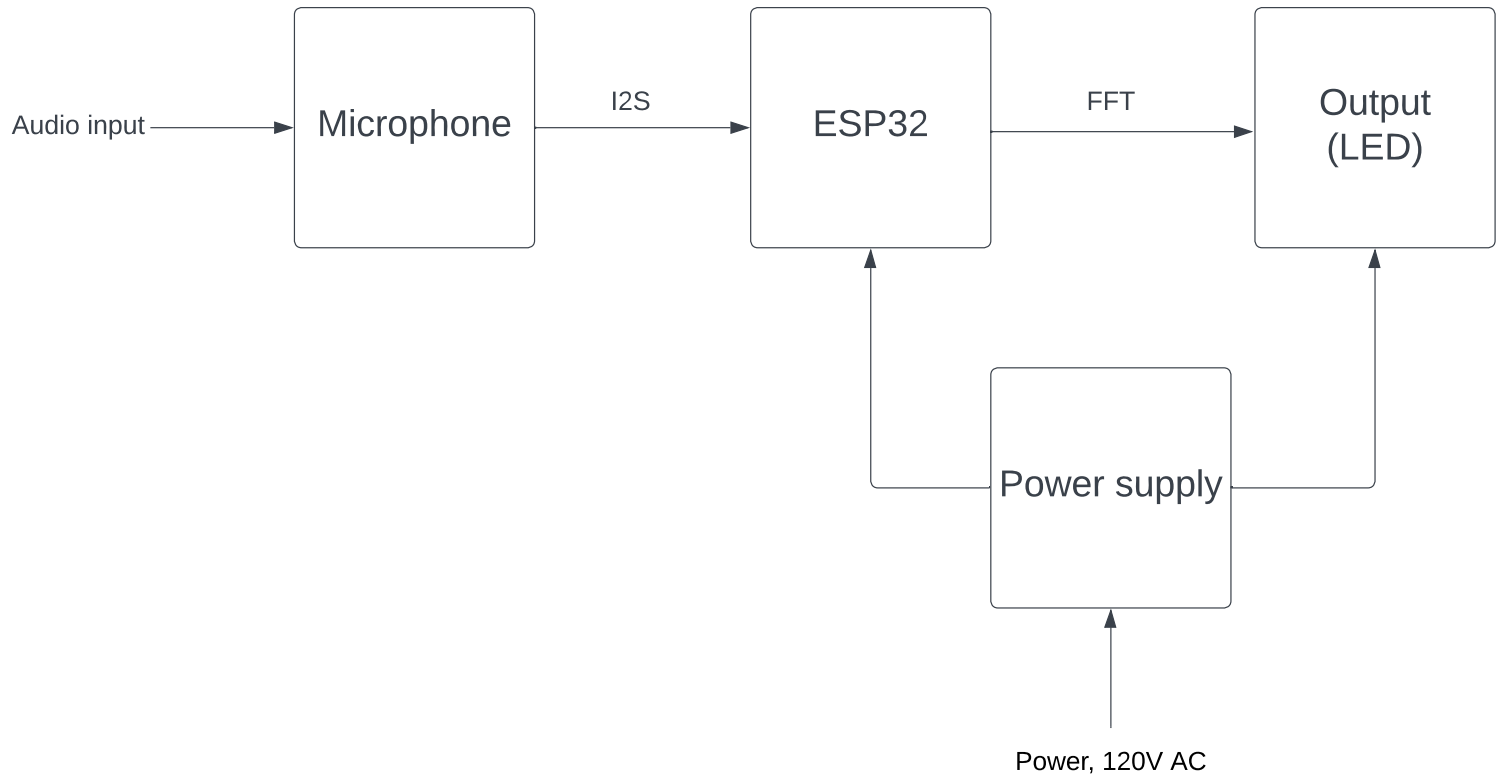 Audio input
Microphone
I2S
ESP32
FFT
Output
(LED)
Power supply
Power, 120V AC